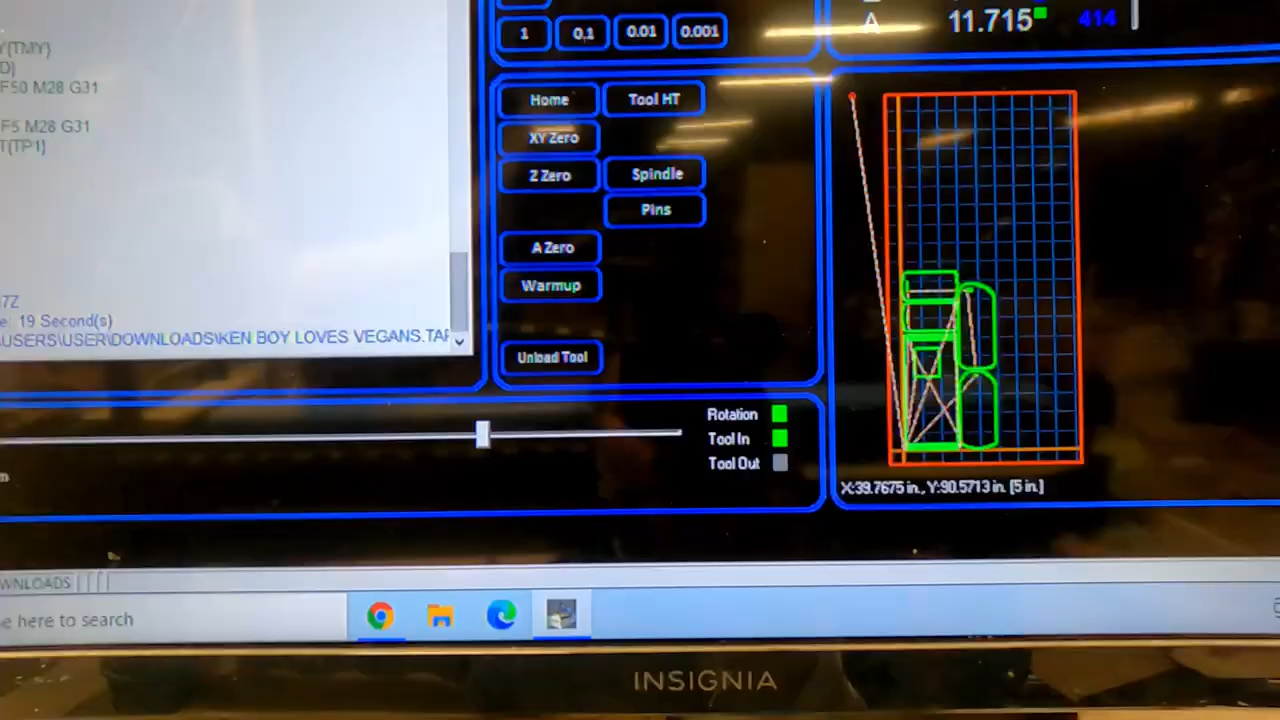 Y{TMY}
D]
F50 M28 G31
F5 M28 G31
T{TP1}
7Z
e: 19 Second(s)
\USERS\USER\DOWNLOADS\KEN BOY LOVES VEGANS.TAP
1 0.1 0.01 0.001
Home Tool HT
XY Zero
Z Zero Spindle
Pins
A Zero
Warmup
Unload Tool
Rotation
Tool In
Tool Out
A 11.715 414
X:39.7675 in., Y:90.5713 in. [5 in.]
WNLOADS
e here to search
INSIGNIA